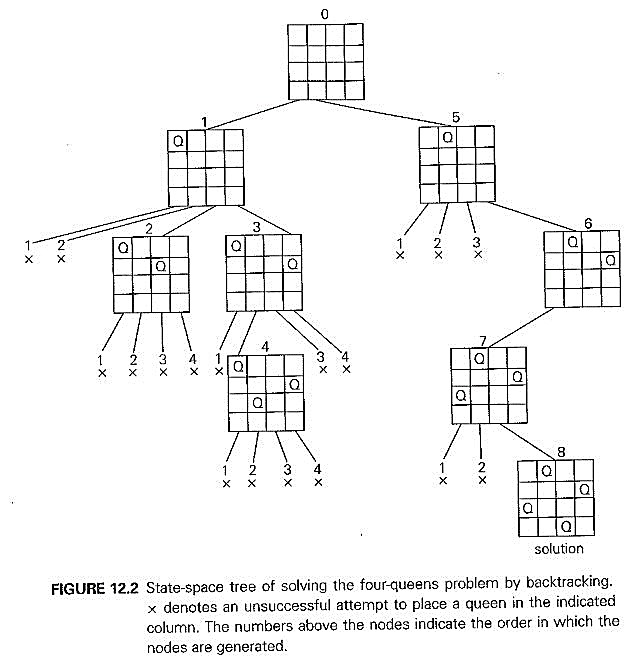 0
1
5
Q
Q
1 2
× ×
2
3
Q
Q
Q
Q
1 2 3
× × ×
6
Q
Q
1 2 3 4
× × × ×
1
×
3 4
× ×
4
Q
Q
Q
7
Q
Q
Q
1 2 3 4
× × × ×
1 2
× ×
8
Q
Q
Q
Q
solution
FIGURE 12.2 State-space tree of solving the four-queens problem by backtracking.
× denotes an unsuccessful attempt to place a queen in the indicated
column. The numbers above the nodes indicate the order in which the
nodes are generated.